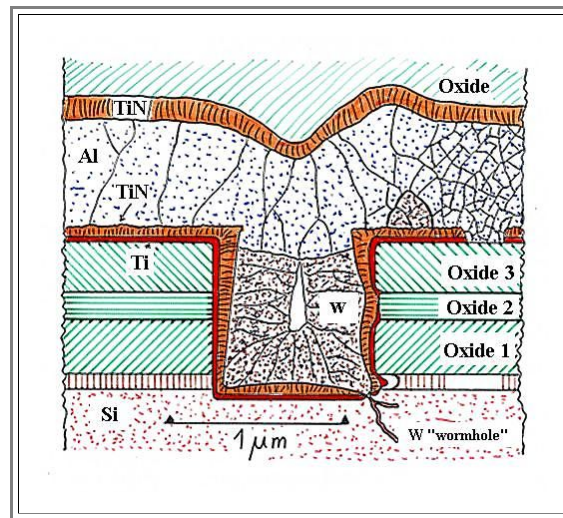 Oxide
TiN
Al
TiN
Ti
Oxide 3
W
Oxide 2
Oxide 1
Si
1 μm
W "wormhole"